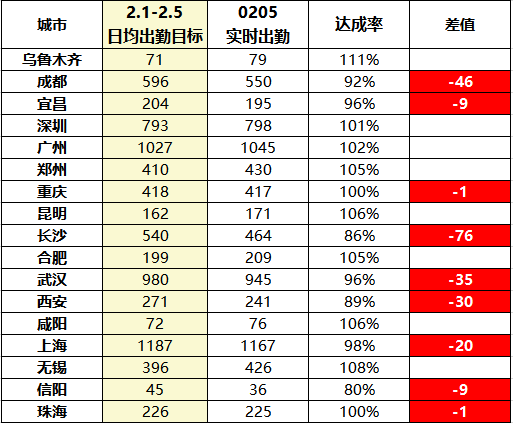 城市 2.1-2.5 日均出勤目标 0205 实时出勤 达成率 差值
乌鲁木齐 71 79 111%
成都 596 550 92% -46
宜昌 204 195 96% -9
深圳 793 798 101%
广州 1027 1045 102%
郑州 410 430 105%
重庆 418 417 100% -1
昆明 162 171 106%
长沙 540 464 86% -76
合肥 199 209 105%
武汉 980 945 96% -35
西安 271 241 89% -30
咸阳 72 76 106%
上海 1187 1167 98% -20
无锡 396 426 108%
信阳 45 36 80% -9
珠海 226 225 100% -1